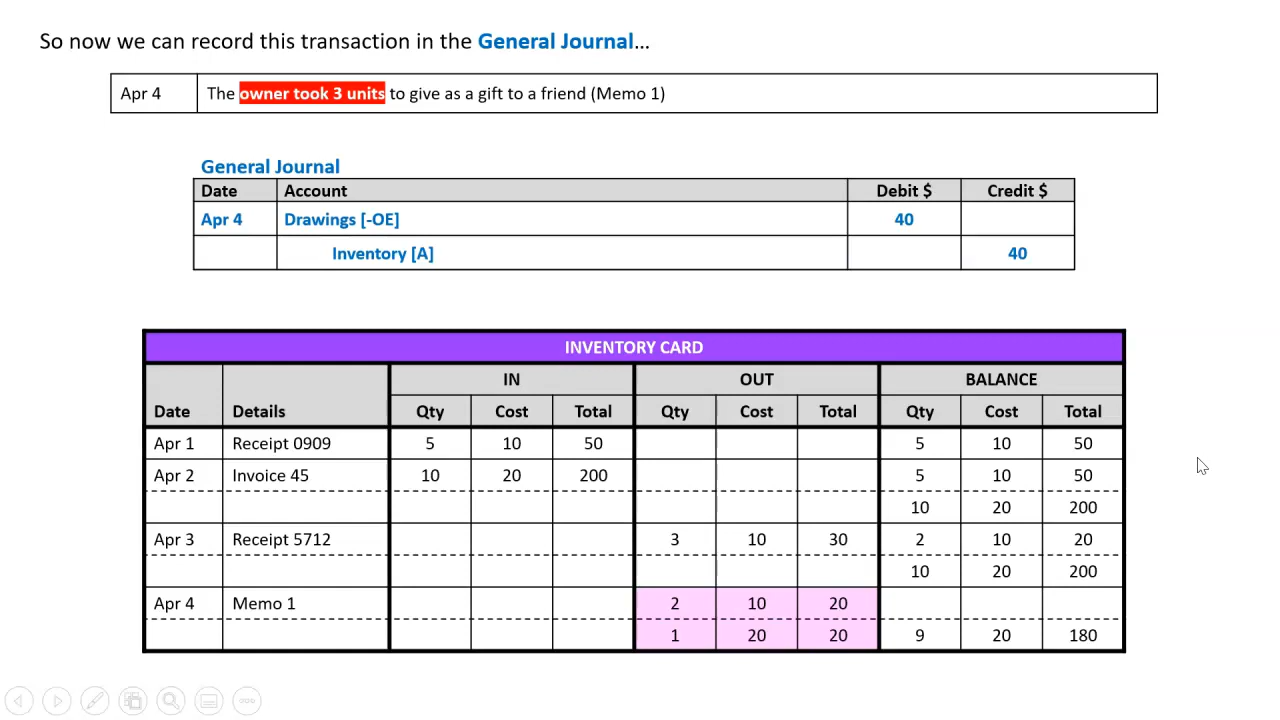 So now we can record this transaction in the General Journal...
Apr 4 The owner took 3 units to give as a gift to a friend (Memo 1)
General Journal
Date Account Debit $ Credit $
Apr 4 Drawings [-OE] 40
Inventory [A] 40
INVENTORY CARD
IN OUT BALANCE
Date Details Qty Cost Total Qty Cost Total Qty Cost Total
Apr 1 Receipt 0909 5 10 50 5 10 50
Apr 2 Invoice 45 10 20 200 5 10 50
10 20 200
Apr 3 Receipt 5712 3 10 30 2 10 20
10 20 200
Apr 4 Memo 1 2 10 20
1 20 20 9 20 180